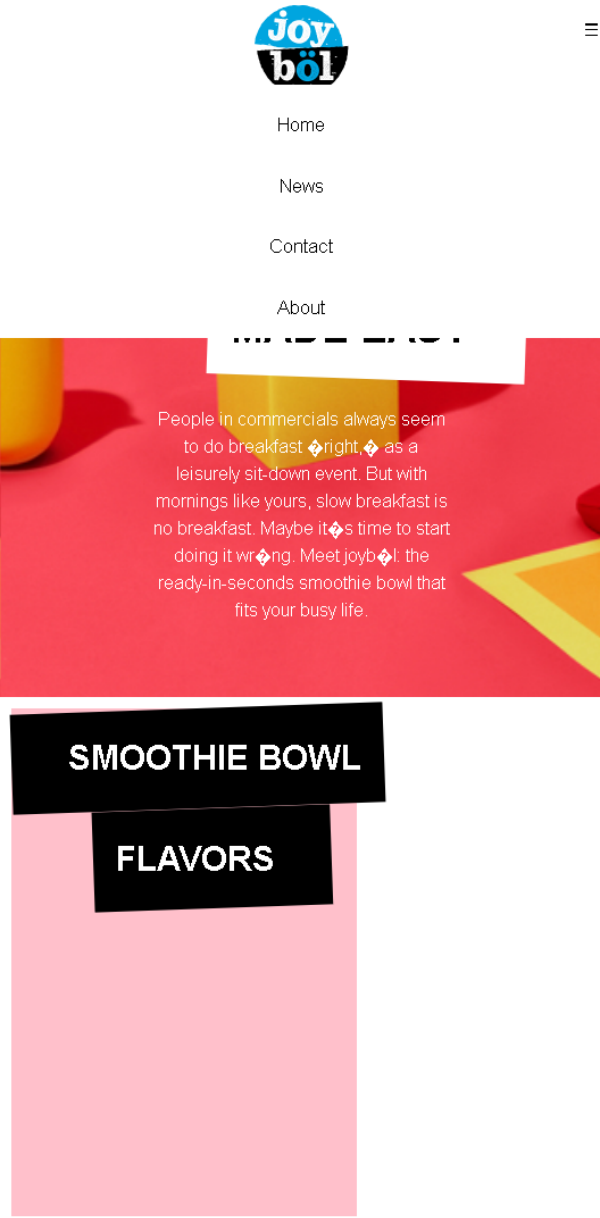 joy
böl
☰
Home
News
Contact
About
MADE EASY
People in commercials always seem
to do breakfast �right,� as a
leisurely sit-down event. But with
mornings like yours, slow breakfast is
no breakfast. Maybe it�s time to start
doing it wr�ng. Meet joyb�l: the
ready-in-seconds smoothie bowl that
fits your busy life.
SMOOTHIE BOWL
FLAVORS